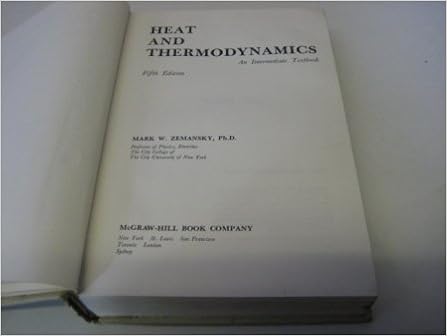 HEAT
AND
THERMODYNAMICS
An Intermediate Textbook
Fifth Edition
MARK W. ZEMANSKY, Ph.D.
Professor of Physics, Emeritus
The City College of
The City University of New York
McGRAW-HILL BOOK COMPANY
New York St. Louis San Francisco
Toronto London
Sydney